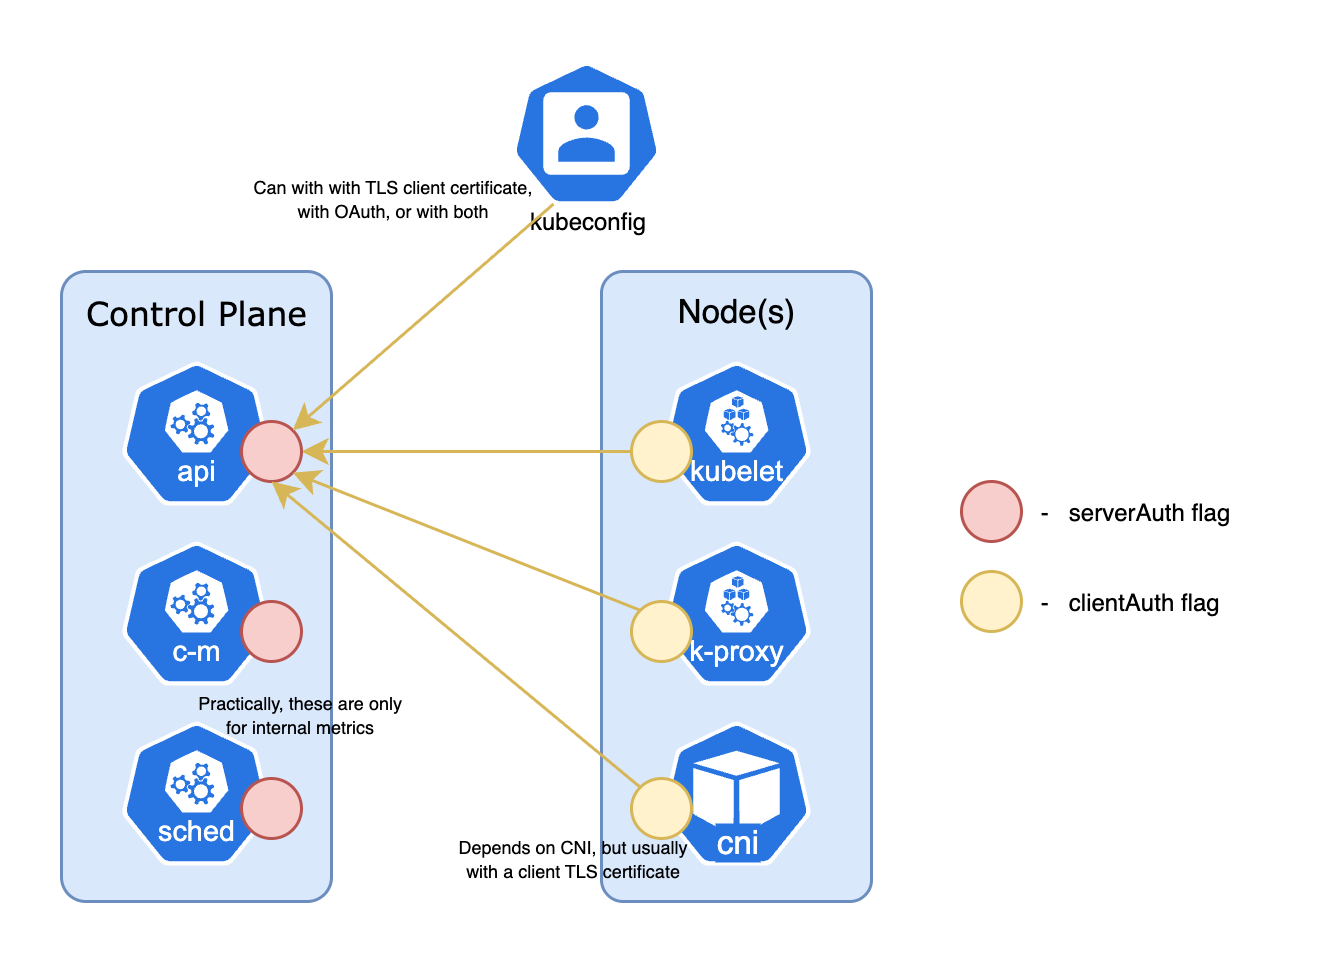 Can with with TLS client certificate,
with OAuth, or with both
kubeconfig
Control Plane
Node(s)
api
kubelet
- serverAuth flag
- clientAuth flag
c-m
k-proxy
Practically, these are only
for internal metrics
sched
cni
Depends on CNI, but usually
with a client TLS certificate